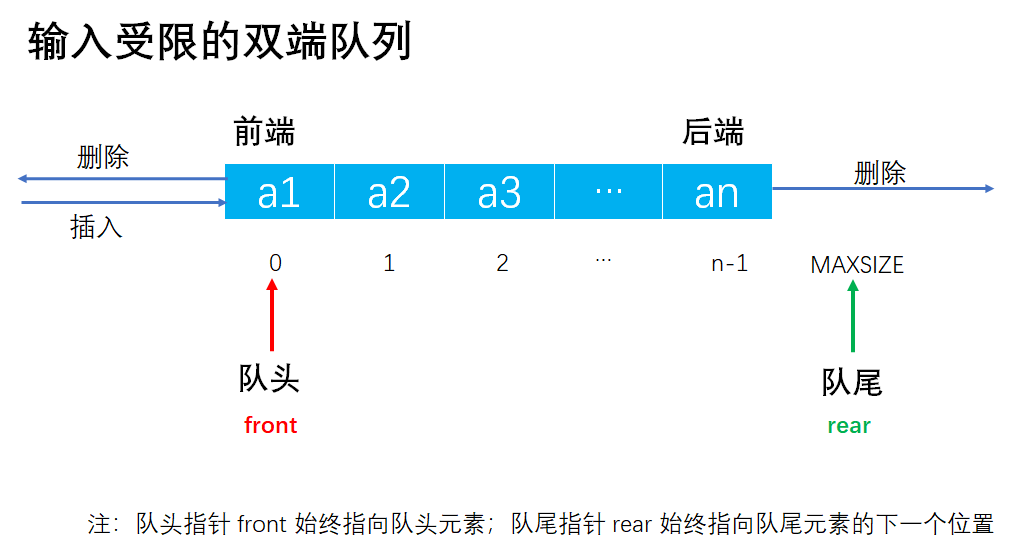 输入受限的双端队列
前端
后端
删除
删除
a1 a2 a3 ... an
插入
0 1 2 ... n-1 MAXSIZE
队头
队尾
front
rear
注：队头指针 front 始终指向队头元素；队尾指针 rear 始终指向队尾元素的下一个位置